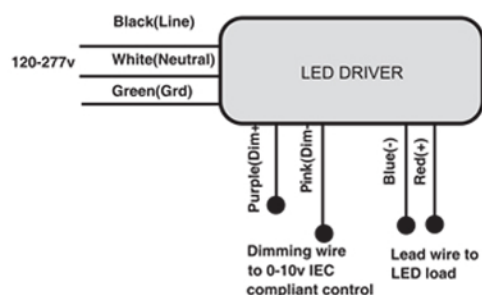 Black(Line)
120-277v
White(Neutral)
Green(Grd)
LED DRIVER
Purple(Dim+
Pink(Dim-
Blue(-)
Red(+)
Dimming wire
to 0-10v IEC
compliant control
Lead wire to
LED load